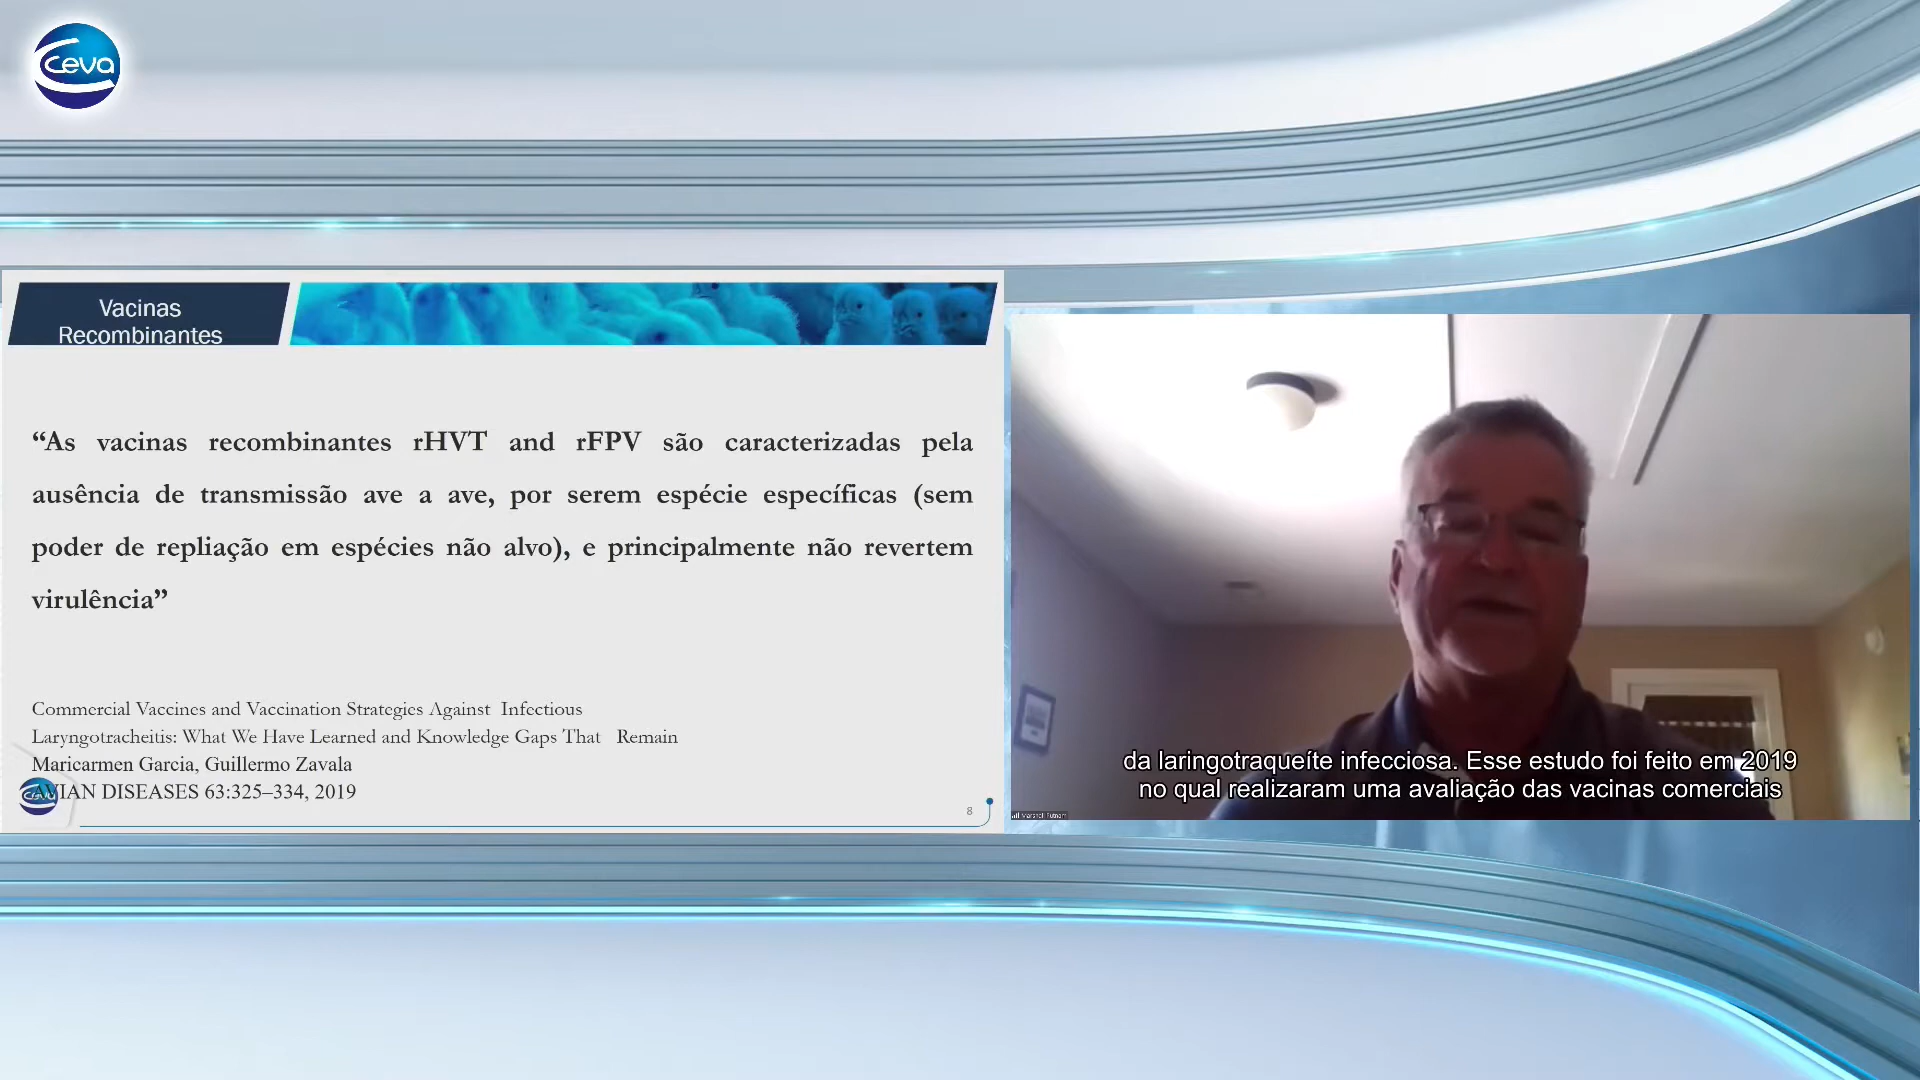 ceva
Vacinas
Recombinantes
“As vacinas recombinantes rHVT and rFPV são caracterizadas pela
ausência de transmissão ave a ave, por serem espécie específicas (sem
poder de repliação em espécies não alvo), e principalmente não revertem
virulência”
Commercial Vaccines and Vaccination Strategies Against Infectious
Laryngotracheitis: What We Have Learned and Knowledge Gaps That Remain
Maricarmen Garcia, Guillermo Zavala
AVIAN DISEASES 63:325–334, 2019
ceva
8
da laringotraqueíte infecciosa. Esse estudo foi feito em 2019
no qual realizaram uma avaliação das vacinas comerciais
Marshall Putnam